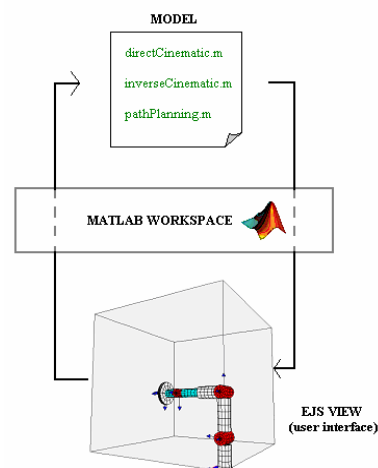 MODEL
directCinematic.m
inverseCinematic.m
pathPlanning.m
MATLAB WORKSPACE
EJS VIEW
(user interface)